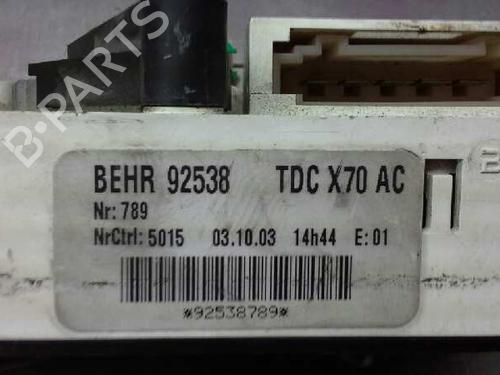 B-PARTS
BEHR 92538 TDC X70 AC
Nr: 789
NrCtrl: 5015 03.10.03 14h44 E: 01
*92538789*